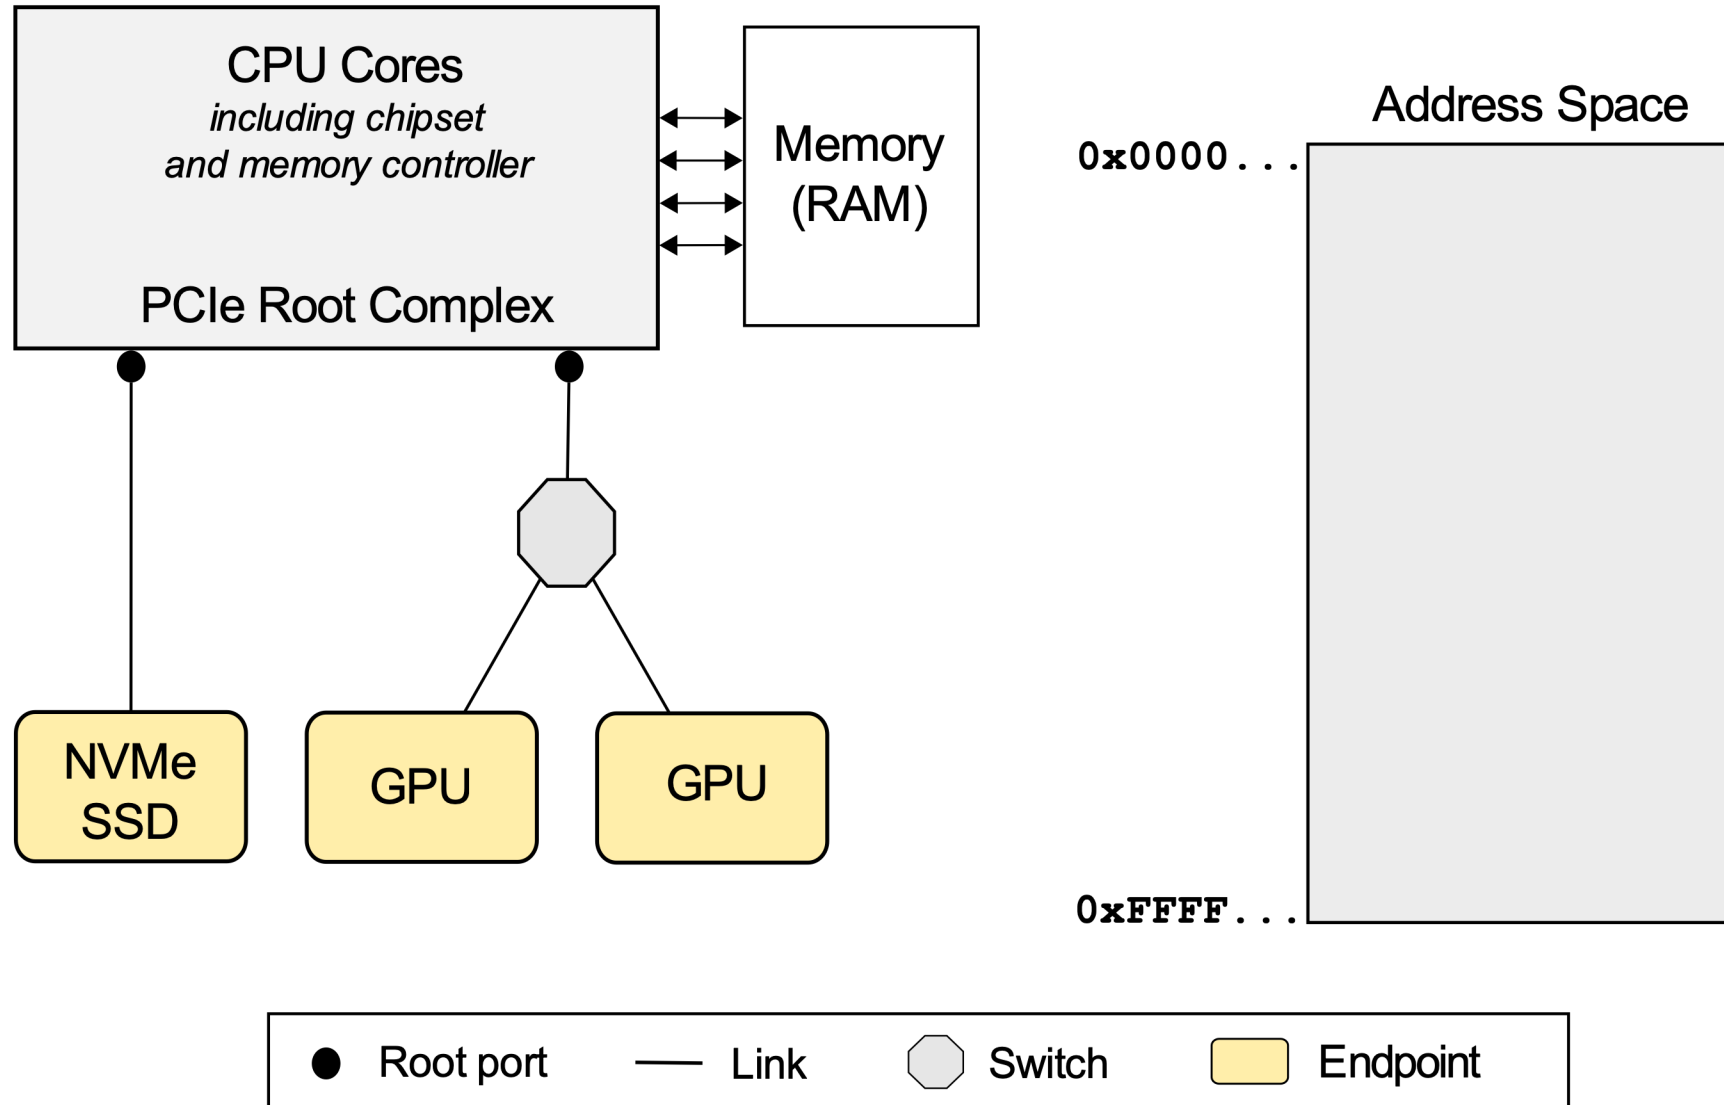 CPU Cores
including chipset
and memory controller
PCIe Root Complex
Memory
(RAM)
Address Space
0x0000...
0xFFFF...
NVMe
SSD
GPU
GPU
Root port
Link
Switch
Endpoint